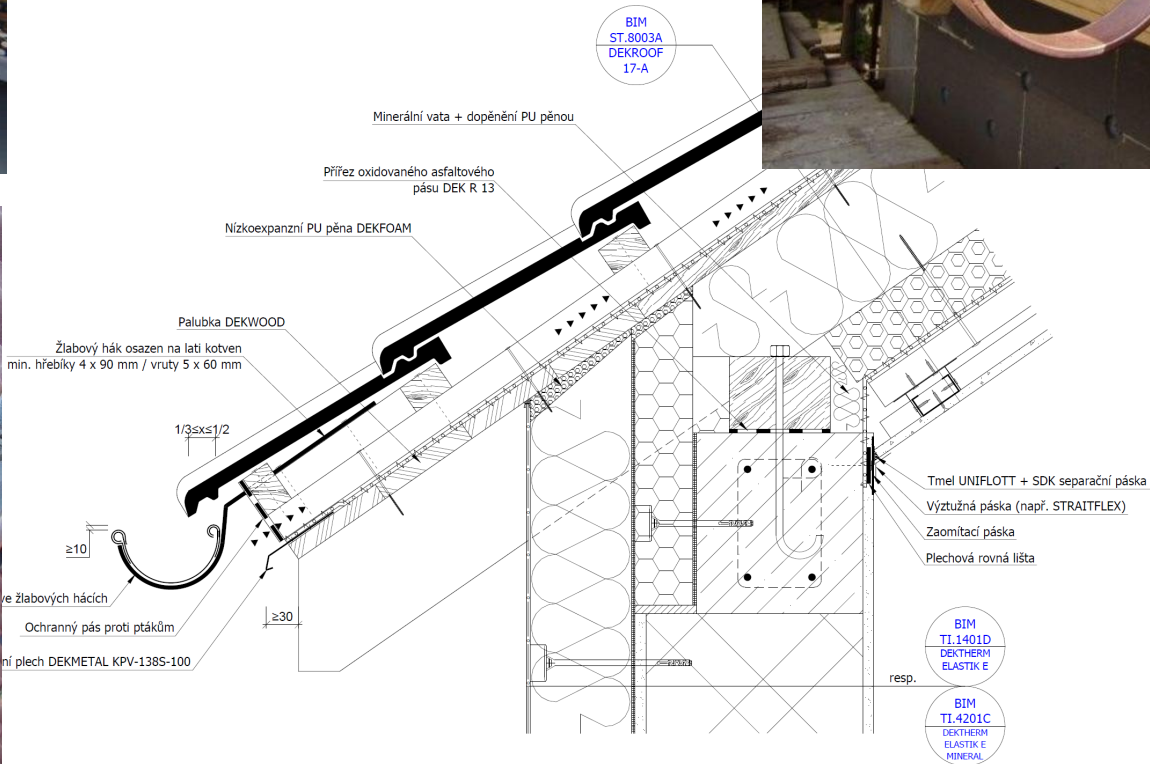 BIM
ST.8003A
DEKROOF
17-A
Minerální vata + dopěnění PU pěnou
Přířez oxidovaného asfaltového
pásu DEK R 13
Nízkoexpanzní PU pěna DEKFOAM
Palubka DEKWOOD
Žlabový hák osazen na lati kotven
min. hřebíky 4 x 90 mm / vruty 5 x 60 mm
1/3≤x≤1/2
≥10
ve žlabových hácích
Ochranný pás proti ptákům
≥30
ní plech DEKMETAL KPV-138S-100
Tmel UNIFLOTT + SDK separační páska
Výztužná páska (např. STRAITFLEX)
Zaomítací páska
Plechová rovná lišta
BIM
TI.1401D
DEKTHERM
ELASTIK E
resp.
BIM
TI.4201C
DEKTHERM
ELASTIK E
MINERAL